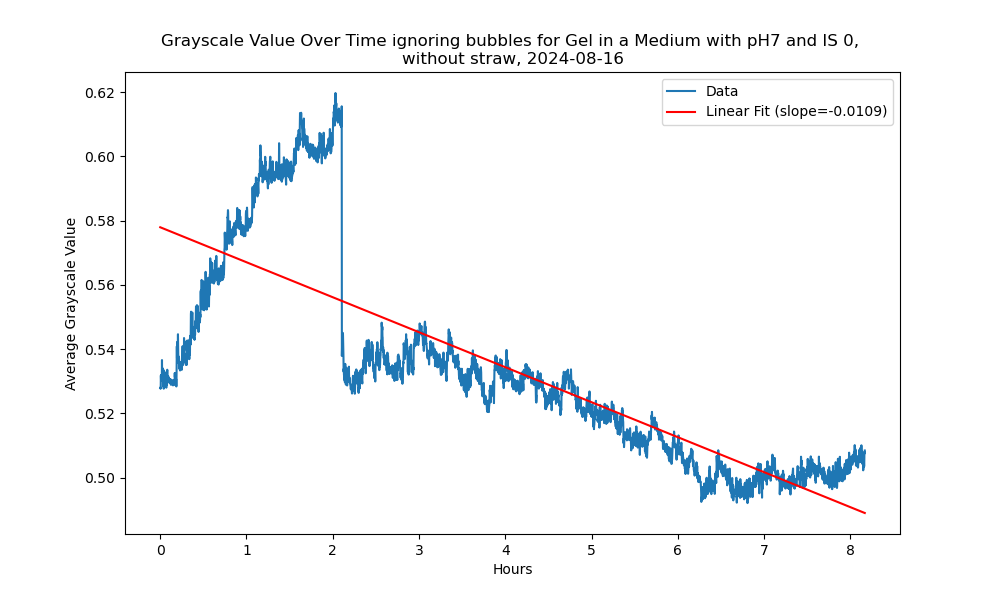 Grayscale Value Over Time ignoring bubbles for Gel in a Medium with pH7 and IS 0,
without straw, 2024-08-16
Data
Linear Fit (slope=-0.0109)
Average Grayscale Value
0.62
0.60
0.58
0.56
0.54
0.52
0.50
0 1 2 3 4 5 6 7 8
Hours